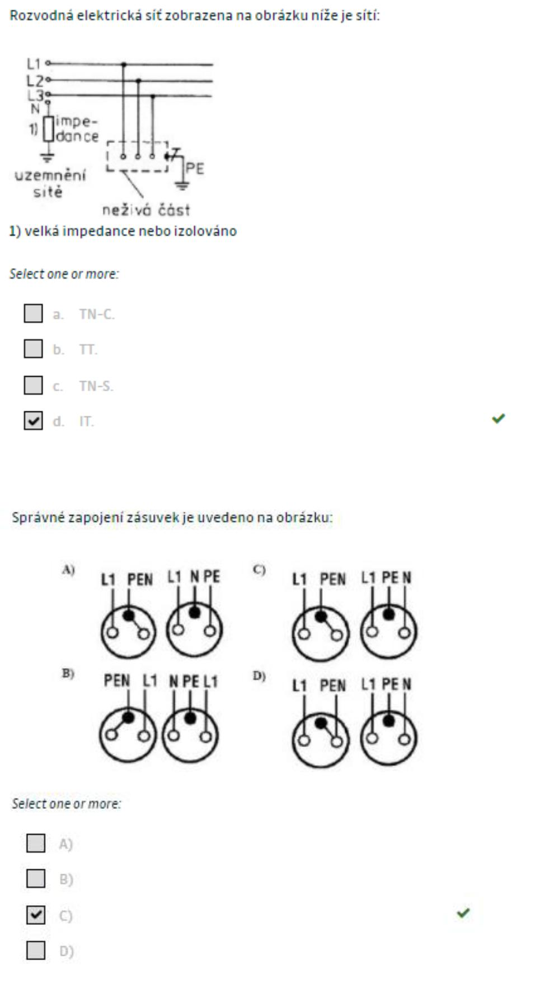 Rozvodná elektrická síť zobrazena na obrázku níže je sítí:
L1
L2
L3
N
1) impe-
dance
PE
uzemnění
sítě
neživá část
1) velká impedance nebo izolováno
Select one or more:
a. TN-C.
b. TT.
c. TN-S.
d. IT.
Správné zapojení zásuvek je uvedeno na obrázku:
A) L1 PEN L1 N PE
C) L1 PEN L1 PE N
B) PEN L1 N PE L1
D) L1 PEN L1 PE N
Select one or more:
A)
B)
C)
D)